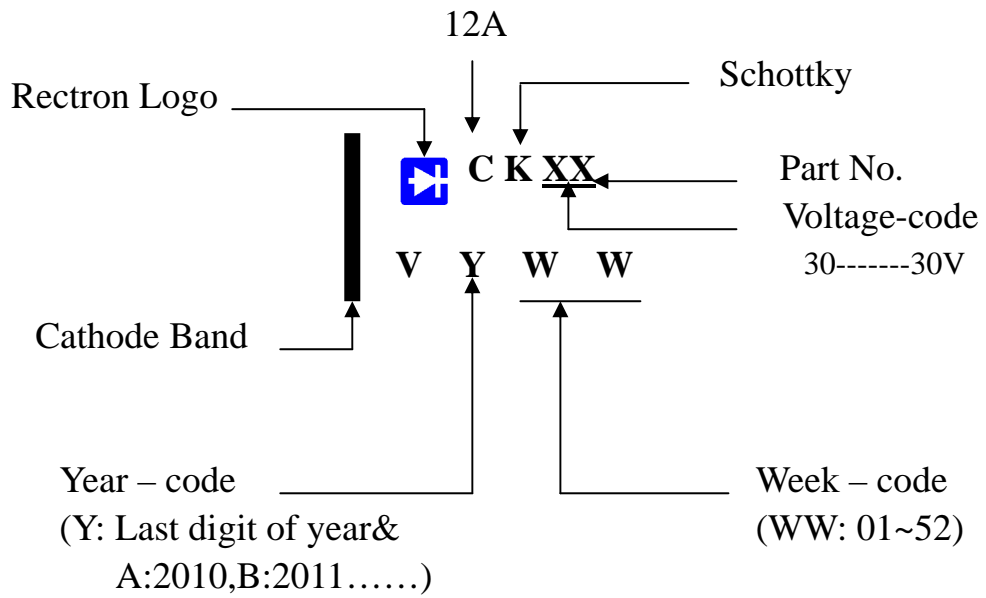 12A
Schottky
Rectron Logo
C K XX
Part No.
Voltage-code
30-------30V
V Y W W
Cathode Band
Year – code
(Y: Last digit of year&
A:2010,B:2011……)
Week – code
(WW: 01~52)